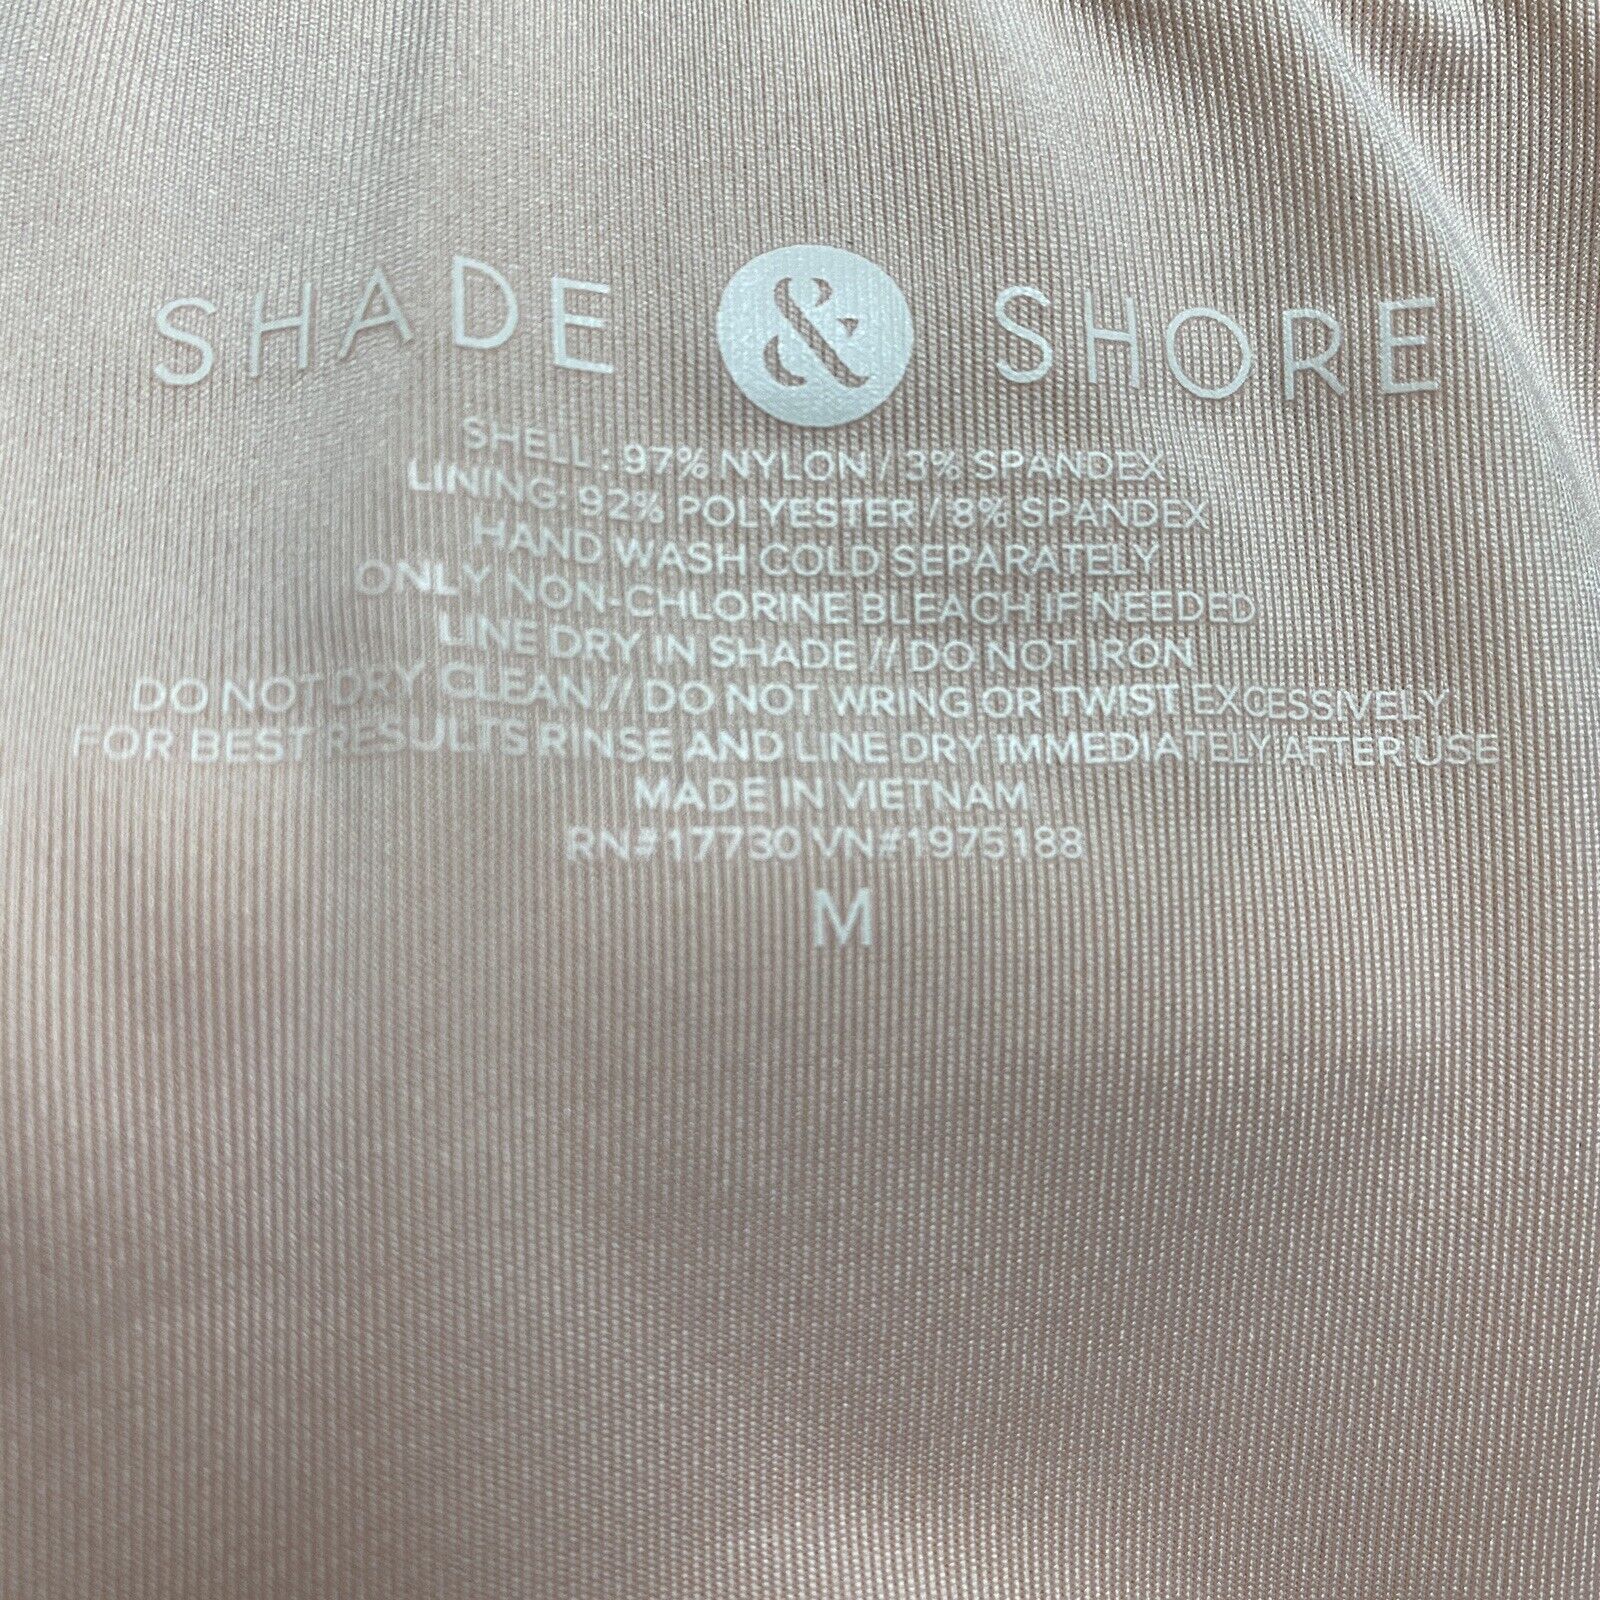 SHADE & SHORE
SHELL: 97% NYLON / 3% SPANDEX
LINING: 92% POLYESTER / 8% SPANDEX
HAND WASH COLD SEPARATELY
ONLY NON-CHLORINE BLEACH IF NEEDED
LINE DRY IN SHADE // DO NOT IRON
DO NOT DRY CLEAN // DO NOT WRING OR TWIST EXCESSIVELY
FOR BEST RESULTS RINSE AND LINE DRY IMMEDIATELY AFTER USE
MADE IN VIETNAM
RN#17730 VN#1975188
M